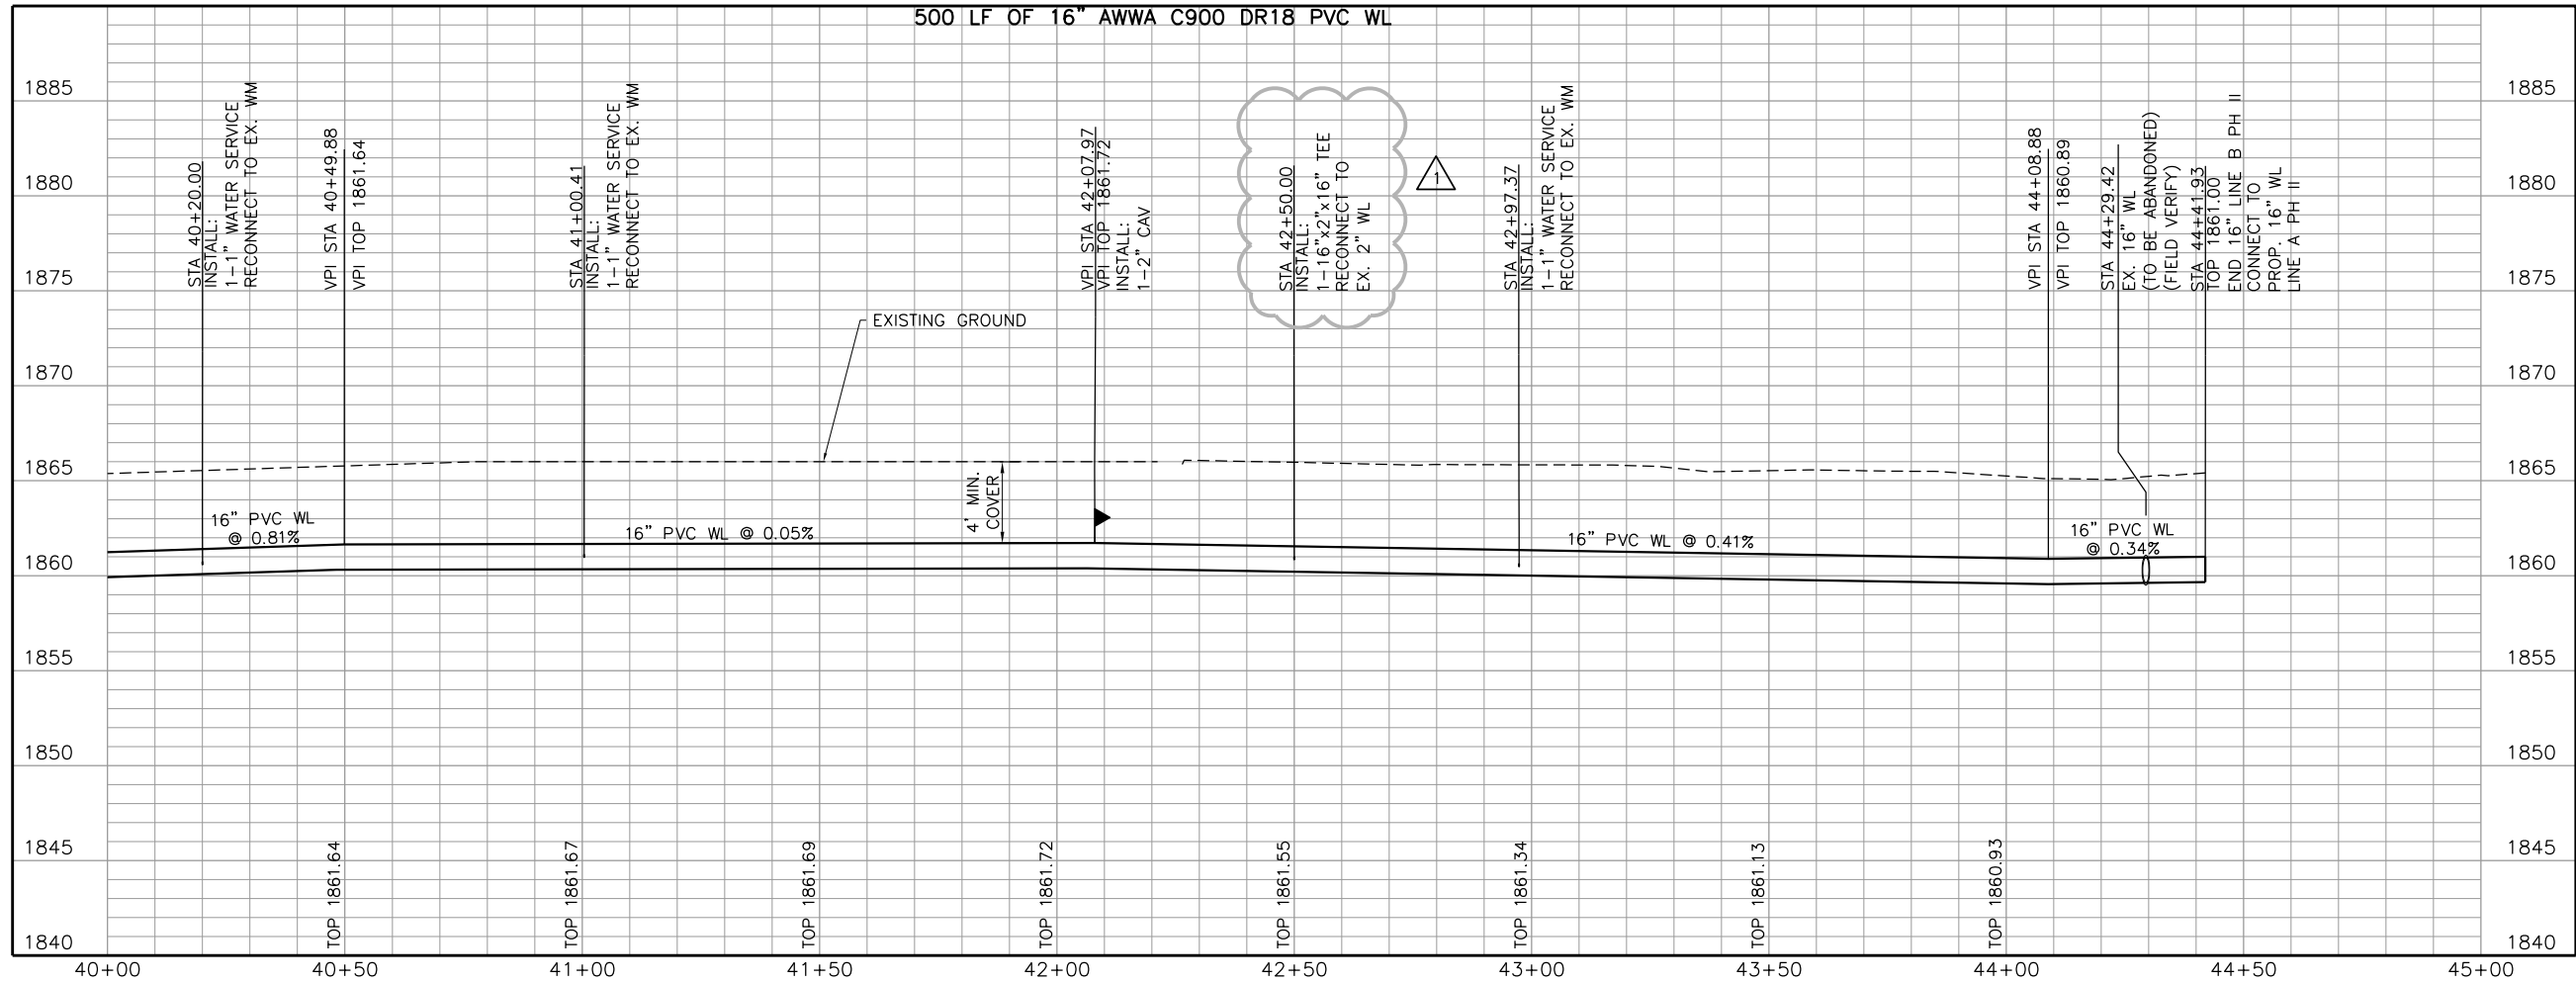 500 LF OF 16" AWWA C900 DR18 PVC WL
1885
1880
1875
1870
1865
1860
1855
1850
1845
1840
STA 40+20.00
INSTALL:
1-1" WATER SERVICE
RECONNECT TO EX. WM
VPI STA 40+49.88
VPI TOP 1861.64
STA 41+00.41
INSTALL:
1-1" WATER SERVICE
RECONNECT TO EX. WM
VPI STA 42+07.97
VPI TOP 1861.72
INSTALL:
1-2" CAV
STA 42+50.00
INSTALL:
1-16"x2"x16" TEE
RECONNECT TO
EX. 2" WL
1
STA 42+97.37
INSTALL:
1-1" WATER SERVICE
RECONNECT TO EX. WM
VPI STA 44+08.88
VPI TOP 1860.89
STA 44+29.42
EX. 16" WL
(TO BE ABANDONED)
(FIELD VERIFY)
STA 44+41.93
TOP 1861.00
END 16" LINE B PH II
CONNECT TO
PROP. 16" WL
LINE A PH II
EXISTING GROUND
4' MIN.
COVER
16" PVC WL
@ 0.81%
16" PVC WL @ 0.05%
16" PVC WL @ 0.41%
16" PVC WL
@ 0.34%
TOP 1861.64
TOP 1861.67
TOP 1861.69
TOP 1861.72
TOP 1861.55
TOP 1861.34
TOP 1861.13
TOP 1860.93
1885
1880
1875
1870
1865
1860
1855
1850
1845
1840
40+00
40+50
41+00
41+50
42+00
42+50
43+00
43+50
44+00
44+50
45+00